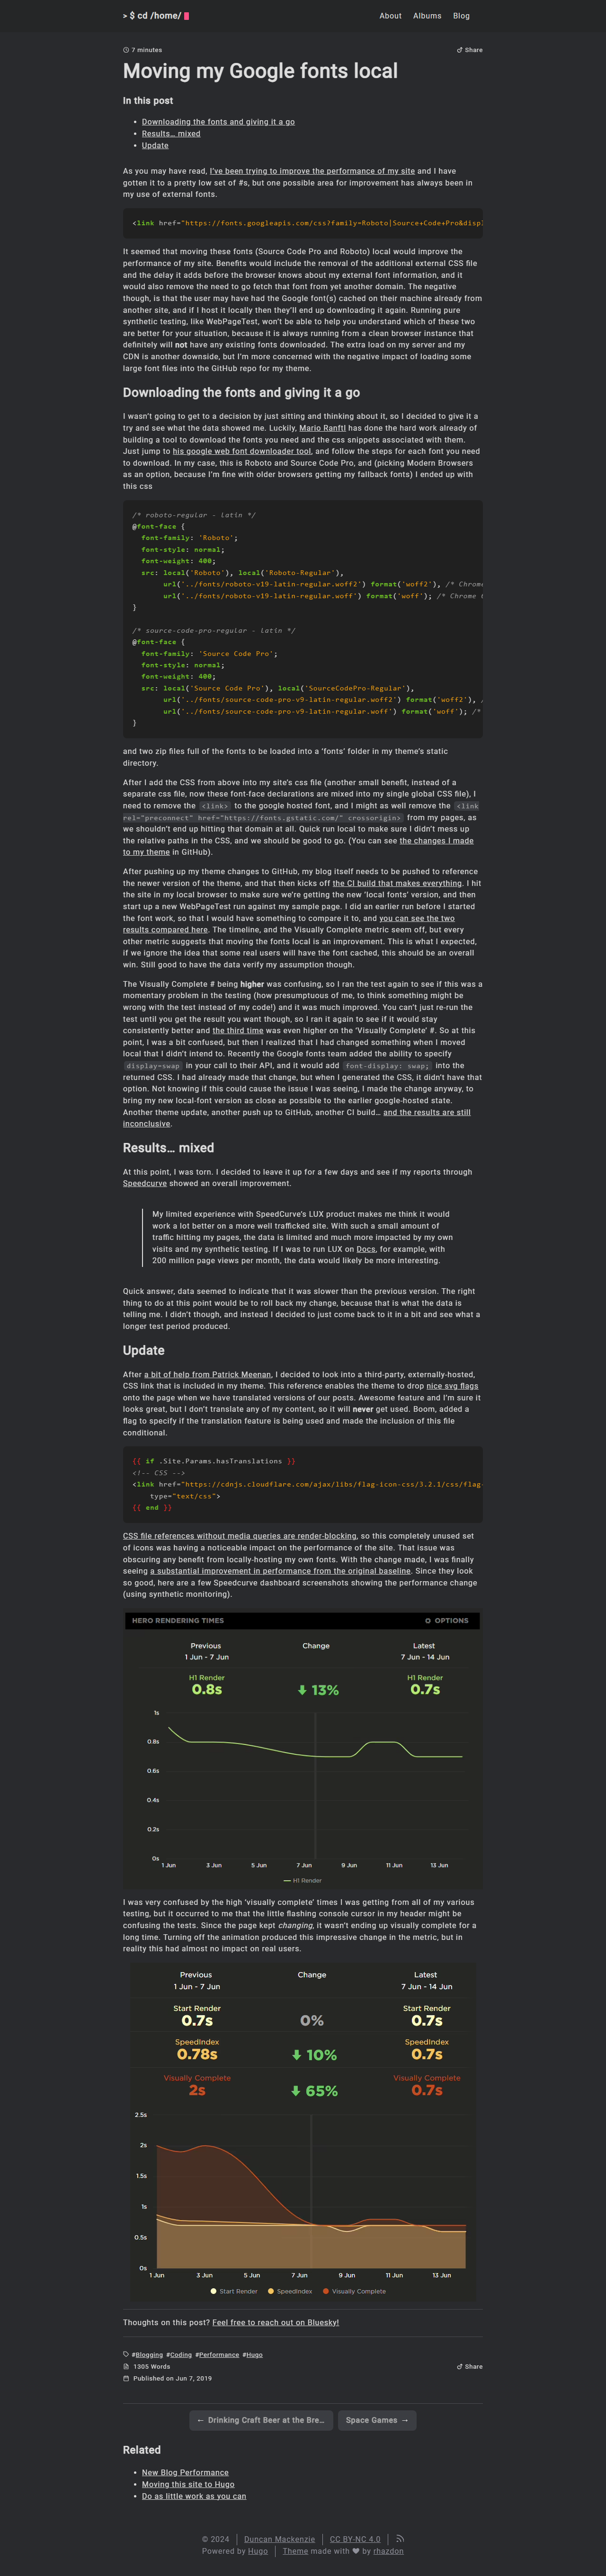 > $ cd /home/
About Albums Blog
7 minutes
Share
Moving my Google fonts local
In this post
Downloading the fonts and giving it a go
Results… mixed
Update
As you may have read, I've been trying to improve the performance of my site and I have
gotten it to a pretty low set of #s, but one possible area for improvement has always been in
my use of external fonts.
<link href="https://fonts.googleapis.com/css?family=Roboto|Source+Code+Pro&displ
It seemed that moving these fonts (Source Code Pro and Roboto) local would improve the
performance of my site. Benefits would include the removal of the additional external CSS file
and the delay it adds before the browser knows about my external font information, and it
would also remove the need to go fetch that font from yet another domain. The negative
though, is that the user may have had the Google font(s) cached on their machine already from
another site, and if I host it locally then they'll end up downloading it again. Running pure
synthetic testing, like WebPageTest, won't be able to help you understand which of these two
are better for your situation, because it is always running from a clean browser instance that
definitely will not have any existing fonts downloaded. The extra load on my server and my
CDN is another downside, but I'm more concerned with the negative impact of loading some
large font files into the GitHub repo for my theme.
Downloading the fonts and giving it a go
I wasn't going to get to a decision by just sitting and thinking about it, so I decided to give it a
try and see what the data showed me. Luckily, Mario Ranftl has done the hard work already of
building a tool to download the fonts you need and the css snippets associated with them.
Just jump to his google web font downloader tool, and follow the steps for each font you need
to download. In my case, this is Roboto and Source Code Pro, and (picking Modern Browsers
as an option, because I'm fine with older browsers getting my fallback fonts) I ended up with
this css
/* roboto-regular - latin */
@font-face {
font-family: 'Roboto';
font-style: normal;
font-weight: 400;
src: local('Roboto'), local('Roboto-Regular'),
url('../fonts/roboto-v19-latin-regular.woff2') format('woff2'), /* Chrome
url('../fonts/roboto-v19-latin-regular.woff') format('woff'); /* Chrome
}
/* source-code-pro-regular - latin */
@font-face {
font-family: 'Source Code Pro';
font-style: normal;
font-weight: 400;
src: local('Source Code Pro'), local('SourceCodePro-Regular'),
url('../fonts/source-code-pro-v9-latin-regular.woff2') format('woff2'), /
url('../fonts/source-code-pro-v9-latin-regular.woff') format('woff'); /*
}
and two zip files full of the fonts to be loaded into a 'fonts' folder in my theme's static
directory.
After I add the CSS from above into my site's css file (another small benefit, instead of a
separate css file, now these font-face declarations are mixed into my single global CSS file), I
need to remove the <link> to the google hosted font, and I might as well remove the <link
rel="preconnect" href="https://fonts.gstatic.com/" crossorigin> from my pages, as
we shouldn't end up hitting that domain at all. Quick run local to make sure I didn't mess up
the relative paths in the CSS, and we should be good to go. (You can see the changes I made
to my theme in GitHub).
After pushing up my theme changes to GitHub, my blog itself needs to be pushed to reference
the newer version of the theme, and that then kicks off the CI build that makes everything. I hit
the site in my local browser to make sure we're getting the new 'local fonts' version, and then
start up a new WebPageTest run against my sample page. I did an earlier run before I started
the font work, so that I would have something to compare it to, and you can see the two
results compared here. The timeline, and the Visually Complete metric seem off, but every
other metric suggests that moving the fonts local is an improvement. This is what I expected,
if we ignore the idea that some real users will have the font cached, this should be an overall
win. Still good to have the data verify my assumption though.
The Visually Complete # being higher was confusing, so I ran the test again to see if this was a
momentary problem in the testing (how presumptuous of me, to think something might be
wrong with the test instead of my code!) and it was much improved. You can't just re-run the
test until you get the result you want though, so I ran it again to see if it would stay
consistently better and the third time was even higher on the 'Visually Complete' #. So at this
point, I was a bit confused, but then I realized that I had changed something when I moved
local that I didn't intend to. Recently the Google fonts team added the ability to specify
display=swap in your call to their API, and it would add font-display: swap; into the
returned CSS. I had already made that change, but when I generated the CSS, it didn't have that
option. Not knowing if this could cause the issue I was seeing, I made the change anyway, to
bring my new local-font version as close as possible to the earlier google-hosted state.
Another theme update, another push up to GitHub, another CI build… and the results are still
inconclusive.
Results… mixed
At this point, I was torn. I decided to leave it up for a few days and see if my reports through
Speedcurve showed an overall improvement.
My limited experience with SpeedCurve's LUX product makes me think it would
work a lot better on a more well trafficked site. With such a small amount of
traffic hitting my pages, the data is limited and much more impacted by my own
visits and my synthetic testing. If I was to run LUX on Docs, for example, with
200 million page views per month, the data would likely be more interesting.
Quick answer, data seemed to indicate that it was slower than the previous version. The right
thing to do at this point would be to roll back my change, because that is what the data is
telling me. I didn't though, and instead I decided to just come back to it in a bit and see what a
longer test period produced.
Update
After a bit of help from Patrick Meenan, I decided to look into a third-party, externally-hosted,
CSS link that is included in my theme. This reference enables the theme to drop nice svg flags
onto the page when we have translated versions of our posts. Awesome feature and I'm sure it
looks great, but I don't translate any of my content, so it will never get used. Boom, added a
flag to specify if the translation feature is being used and made the inclusion of this file
conditional.
{{ if .Site.Params.hasTranslations }}
<!-- CSS -->
<link href="https://cdnjs.cloudflare.com/ajax/libs/flag-icon-css/3.2.1/css/flag-
type="text/css">
{{ end }}
CSS file references without media queries are render-blocking, so this completely unused set
of icons was having a noticeable impact on the performance of the site. That issue was
obscuring any benefit from locally-hosting my own fonts. With the change made, I was finally
seeing a substantial improvement in performance from the original baseline. Since they look
so good, here are a few Speedcurve dashboard screenshots showing the performance change
(using synthetic monitoring).
HERO RENDERING TIMES
OPTIONS
Previous Change Latest
1 Jun - 7 Jun 7 Jun - 14 Jun
H1 Render H1 Render
0.8s 13% 0.7s
1s
0.8s
0.6s
0.4s
0.2s
0s
1 Jun 3 Jun 5 Jun 7 Jun 9 Jun 11 Jun 13 Jun
H1 Render
I was very confused by the high 'visually complete' times I was getting from all of my various
testing, but it occurred to me that the little flashing console cursor in my header might be
confusing the tests. Since the page kept changing, it wasn't ending up visually complete for a
long time. Turning off the animation produced this impressive change in the metric, but in
reality this had almost no impact on real users.
Previous Change Latest
1 Jun - 7 Jun 7 Jun - 14 Jun
Start Render Start Render
0.7s 0% 0.7s
SpeedIndex SpeedIndex
0.78s 10% 0.7s
Visually Complete Visually Complete
2s 65% 0.7s
2.5s
2s
1.5s
1s
0.5s
0s
1 Jun 3 Jun 5 Jun 7 Jun 9 Jun 11 Jun 13 Jun
Start Render SpeedIndex Visually Complete
Thoughts on this post? Feel free to reach out on Bluesky!
#Blogging #Coding #Performance #Hugo
1305 Words
Share
Published on Jun 7, 2019
← Drinking Craft Beer at the Bre…
Space Games →
Related
New Blog Performance
Moving this site to Hugo
Do as little work as you can
© 2024 Duncan Mackenzie CC BY-NC 4.0
Powered by Hugo Theme made with ❤ by rhazdon